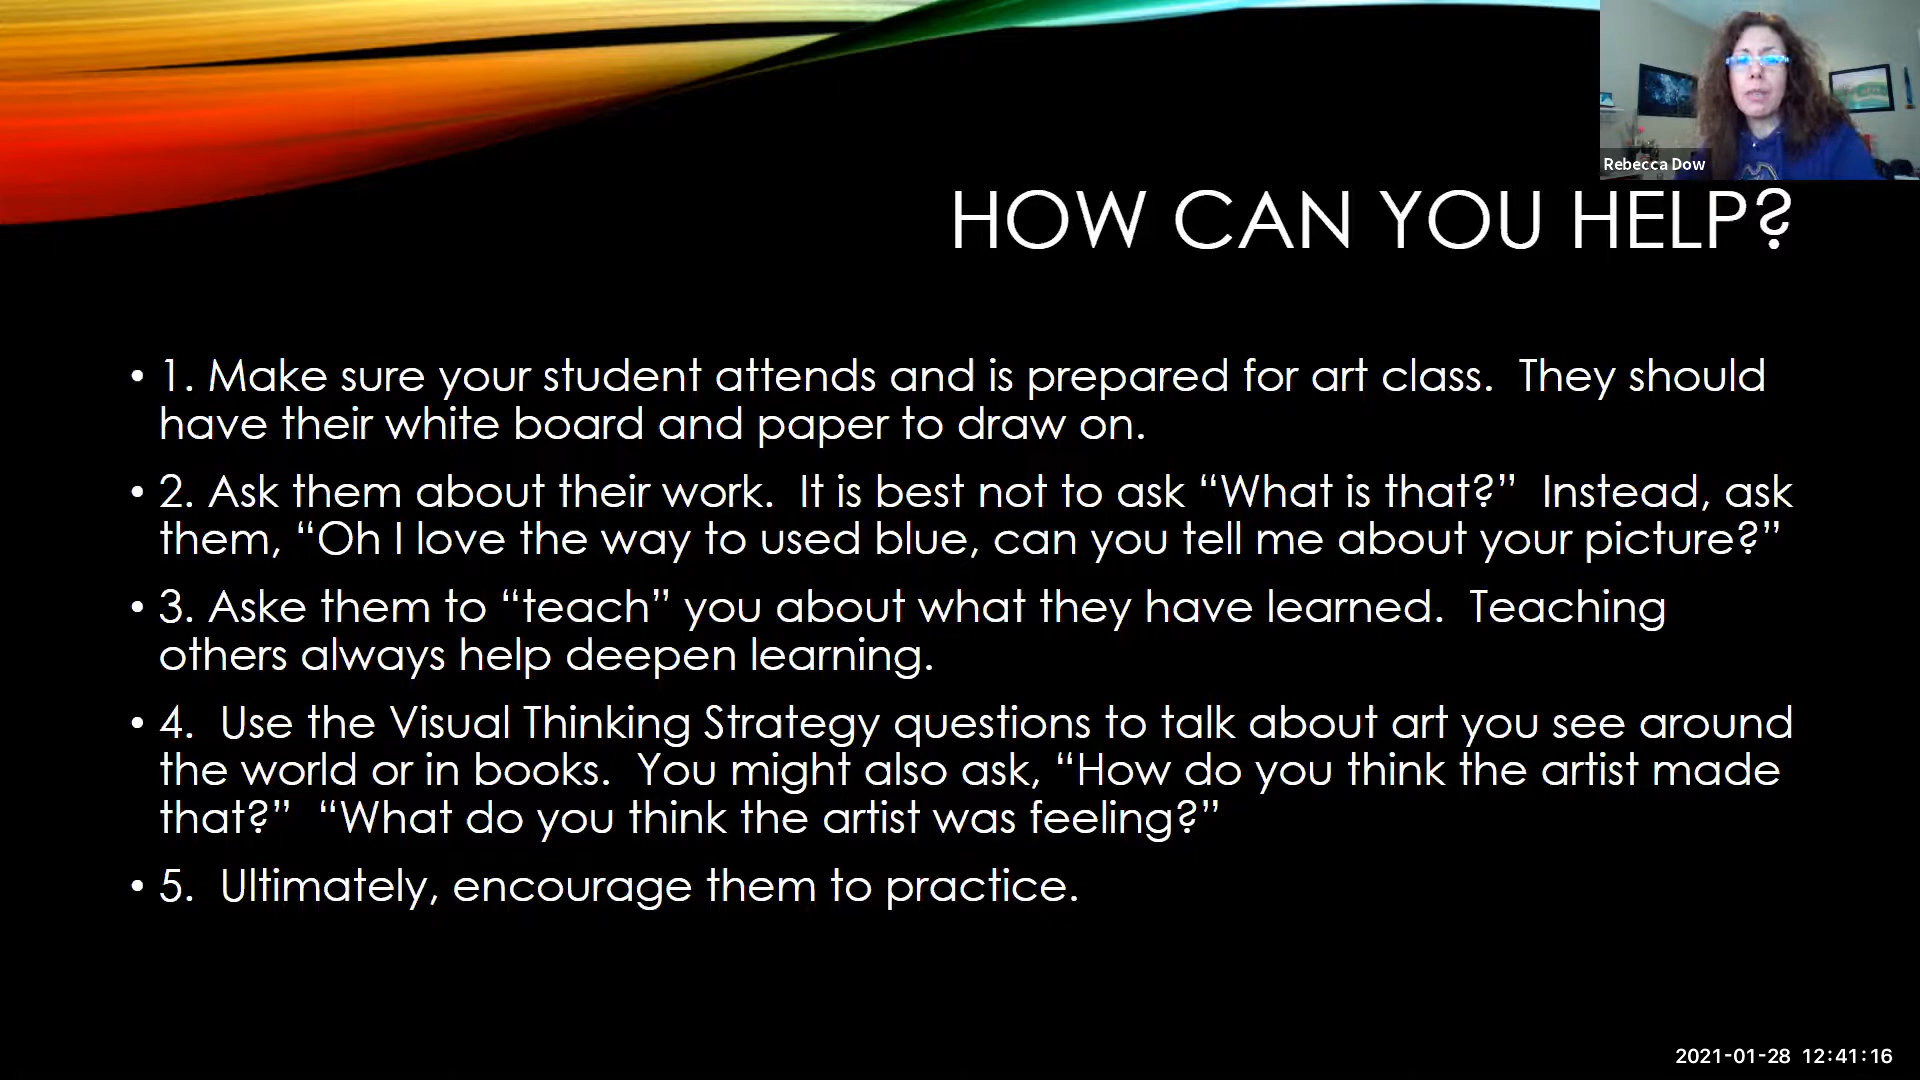 Rebecca Dow
HOW CAN YOU HELP?
• 1. Make sure your student attends and is prepared for art class.  They should
have their white board and paper to draw on.
• 2. Ask them about their work.  It is best not to ask “What is that?”  Instead, ask
them, “Oh I love the way to used blue, can you tell me about your picture?”
• 3. Aske them to “teach” you about what they have learned.  Teaching
others always help deepen learning.
• 4.  Use the Visual Thinking Strategy questions to talk about art you see around
the world or in books.  You might also ask, “How do you think the artist made
that?”  “What do you think the artist was feeling?”
• 5.  Ultimately, encourage them to practice.
2021-01-28 12:41:16